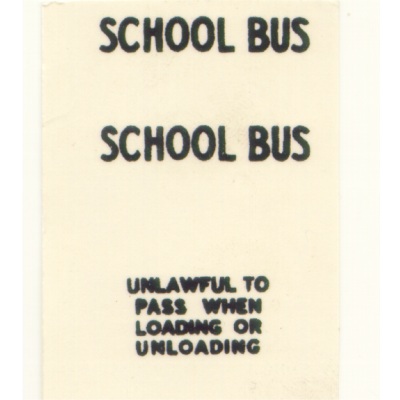 SCHOOL BUS
SCHOOL BUS
UNLAWFUL TO
PASS WHEN
LOADING OR
UNLOADING